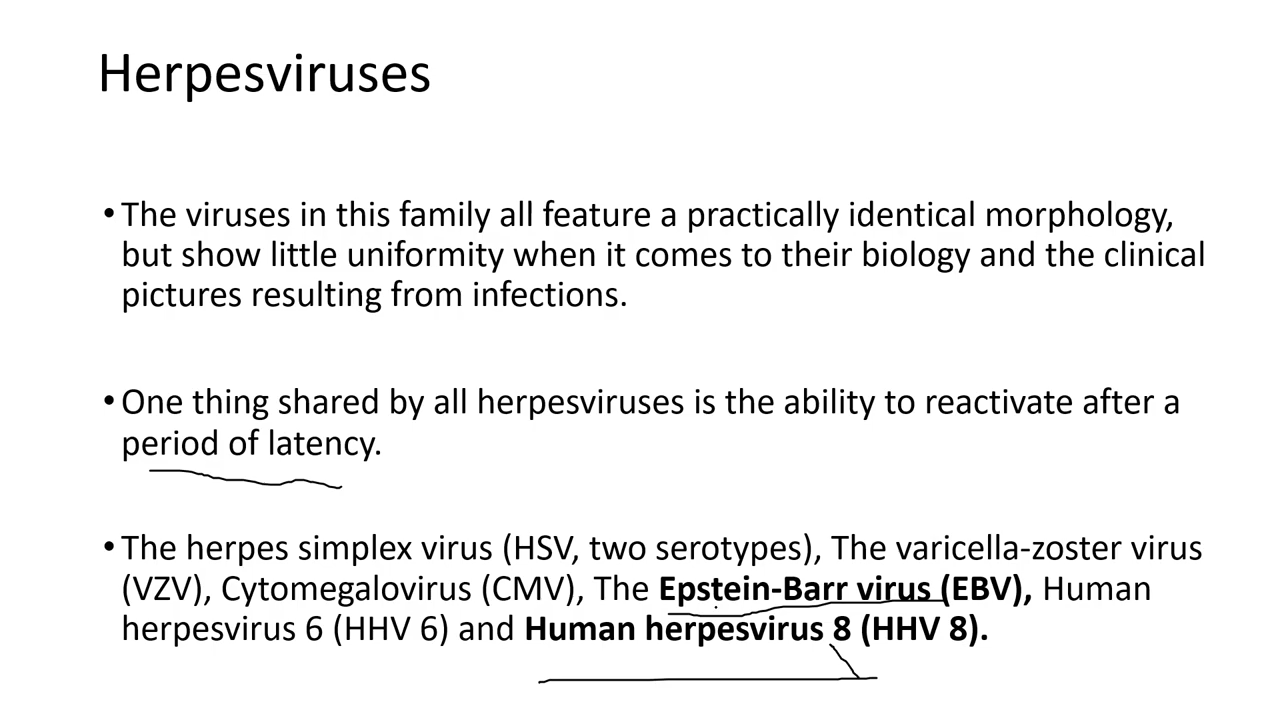 Herpesviruses
•The viruses in this family all feature a practically identical morphology,
but show little uniformity when it comes to their biology and the clinical
pictures resulting from infections.
•One thing shared by all herpesviruses is the ability to reactivate after a
period of latency.
•The herpes simplex virus (HSV, two serotypes), The varicella-zoster virus
(VZV), Cytomegalovirus (CMV), The Epstein-Barr virus (EBV), Human
herpesvirus 6 (HHV 6) and Human herpesvirus 8 (HHV 8).